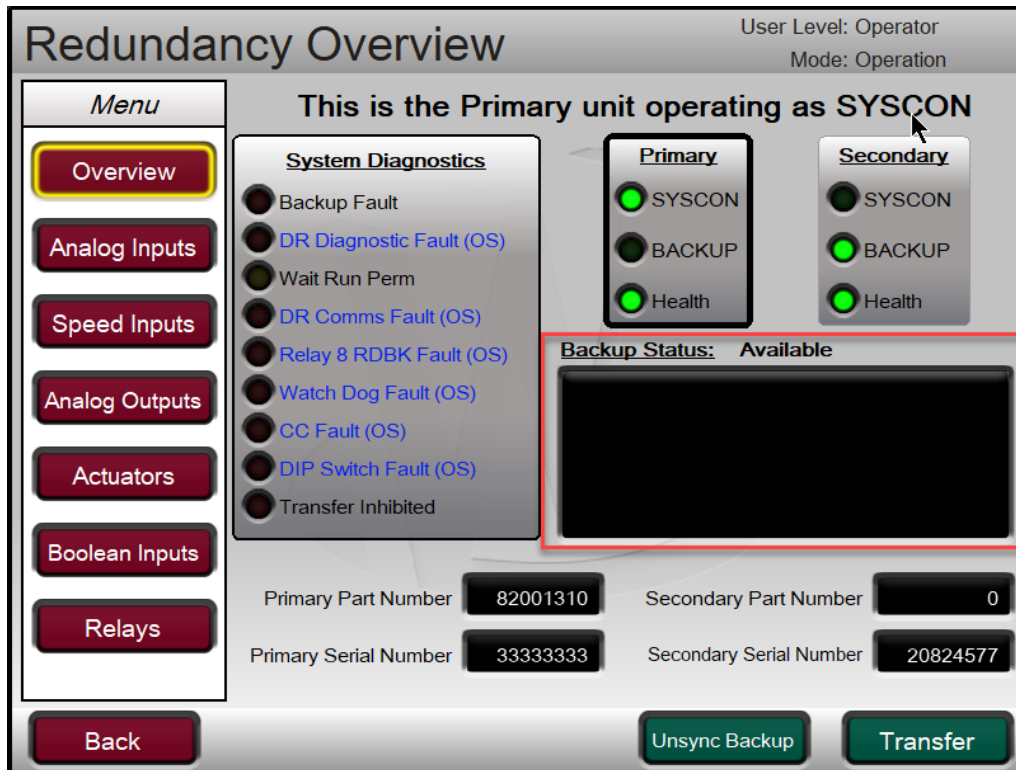 Redundancy Overview
User Level: Operator
Mode: Operation
Menu
Overview
Analog Inputs
Speed Inputs
Analog Outputs
Actuators
Boolean Inputs
Relays
This is the Primary unit operating as SYSCON
System Diagnostics
Backup Fault
DR Diagnostic Fault (OS)
Wait Run Perm
DR Comms Fault (OS)
Relay 8 RDBK Fault (OS)
Watch Dog Fault (OS)
CC Fault (OS)
DIP Switch Fault (OS)
Transfer Inhibited
Primary
SYSCON
BACKUP
Health
Secondary
SYSCON
BACKUP
Health
Backup Status: Available
Primary Part Number 82001310
Secondary Part Number 0
Primary Serial Number 33333333
Secondary Serial Number 20824577
Back
Unsync Backup
Transfer